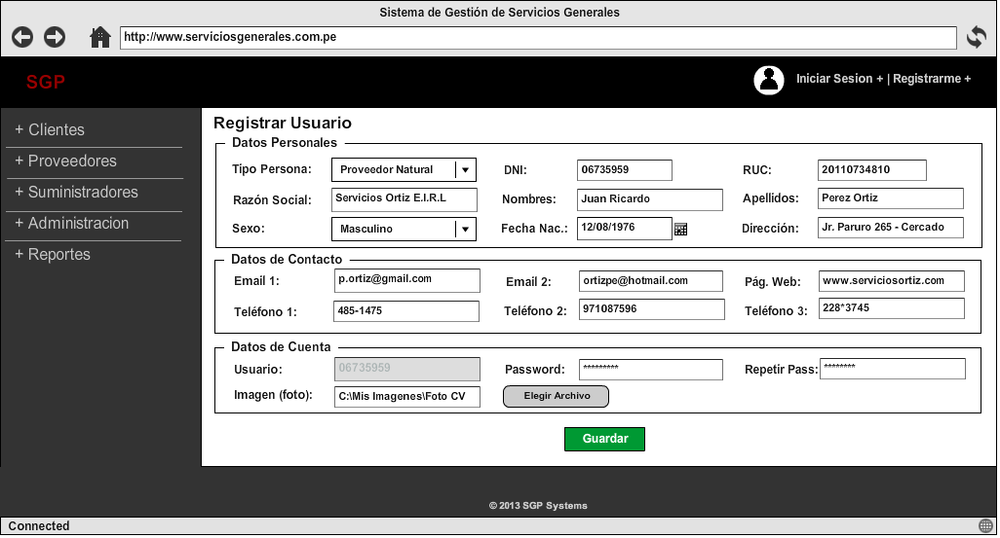 Sistema de Gestión de Servicios Generales
http://www.serviciosgenerales.com.pe
SGP
Iniciar Sesion + | Registrarme +
+ Clientes
+ Proveedores
+ Suministradores
+ Administracion
+ Reportes
Registrar Usuario
Datos Personales
Tipo Persona: Proveedor Natural DNI: 06735959 RUC: 20110734810
Razón Social: Servicios Ortiz E.I.R.L Nombres: Juan Ricardo Apellidos: Perez Ortiz
Sexo: Masculino Fecha Nac.: 12/08/1976 Dirección: Jr. Paruro 265 - Cercado
Datos de Contacto
Email 1: p.ortiz@gmail.com Email 2: ortizpe@hotmail.com Pág. Web: www.serviciosortiz.com
Teléfono 1: 485-1475 Teléfono 2: 971087596 Teléfono 3: 228*3745
Datos de Cuenta
Usuario: 06735959 Password: ********* Repetir Pass: ********
Imagen (foto): C:\Mis Imagenes\Foto CV Elegir Archivo
Guardar
© 2013 SGP Systems
Connected